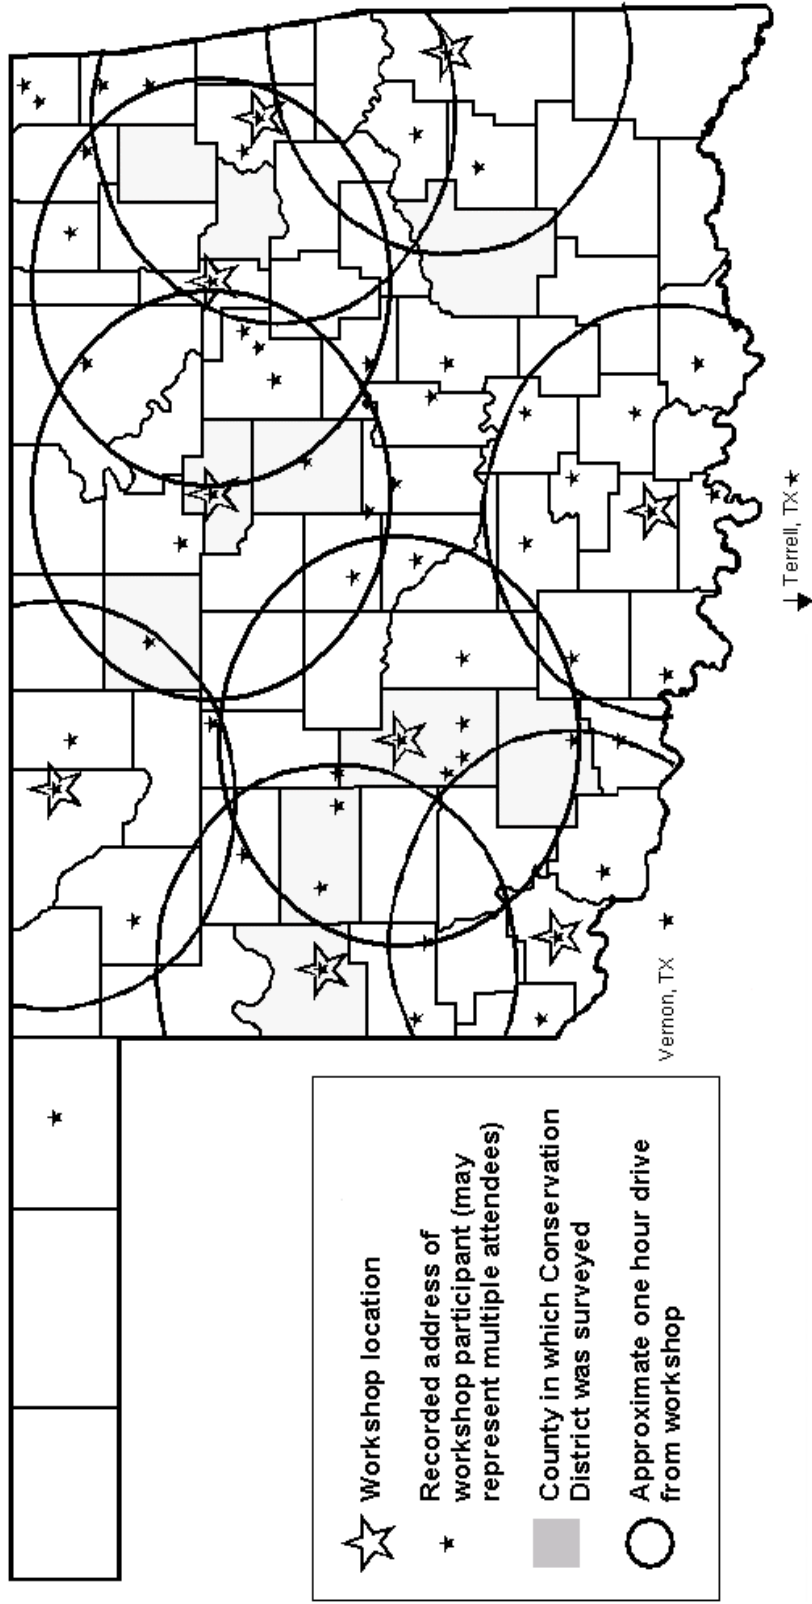 Workshop location
Recorded address of
workshop participant (may
represent multiple attendees)
County in which Conservation
District was surveyed
Approximate one hour drive
from workshop
Vernon, TX
Terrell, TX